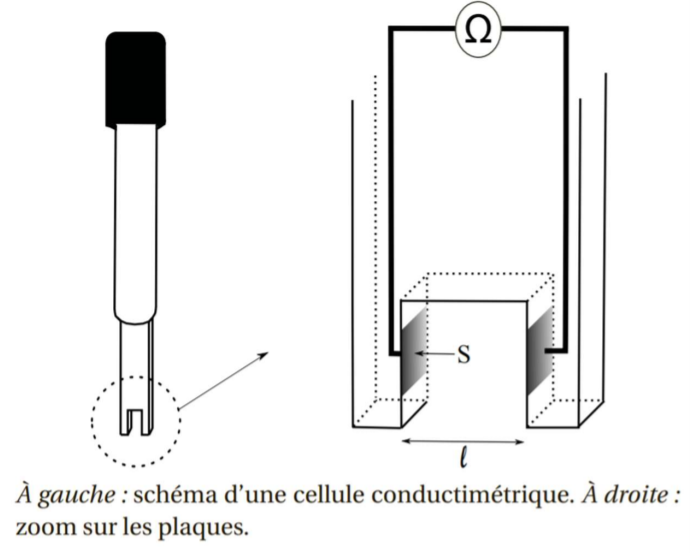 Ω
S
ℓ
À gauche : schéma d'une cellule conductimétrique. À droite :
zoom sur les plaques.